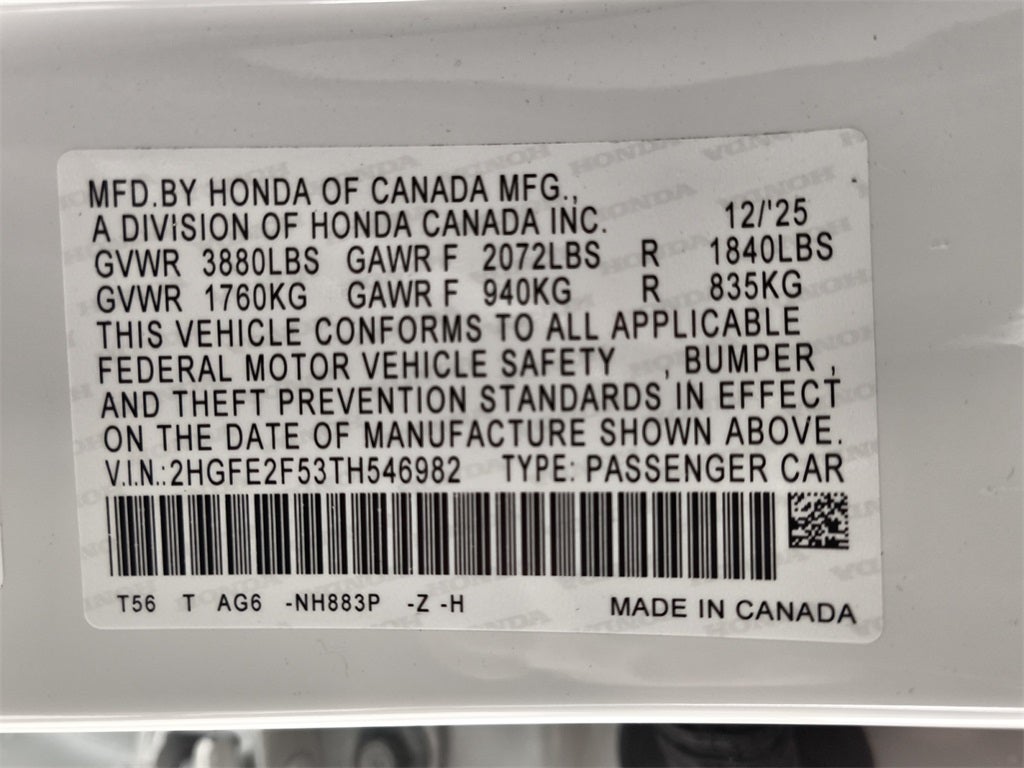 MFD.BY HONDA OF CANADA MFG.,
A DIVISION OF HONDA CANADA INC. 12/'25
GVWR 3880LBS GAWR F 2072LBS R 1840LBS
GVWR 1760KG GAWR F 940KG R 835KG
THIS VEHICLE CONFORMS TO ALL APPLICABLE
FEDERAL MOTOR VEHICLE SAFETY , BUMPER ,
AND THEFT PREVENTION STANDARDS IN EFFECT
ON THE DATE OF MANUFACTURE SHOWN ABOVE.
V.I.N.:2HGFE2F53TH546982 TYPE: PASSENGER CAR
T56 T AG6 -NH883P -Z -H MADE IN CANADA